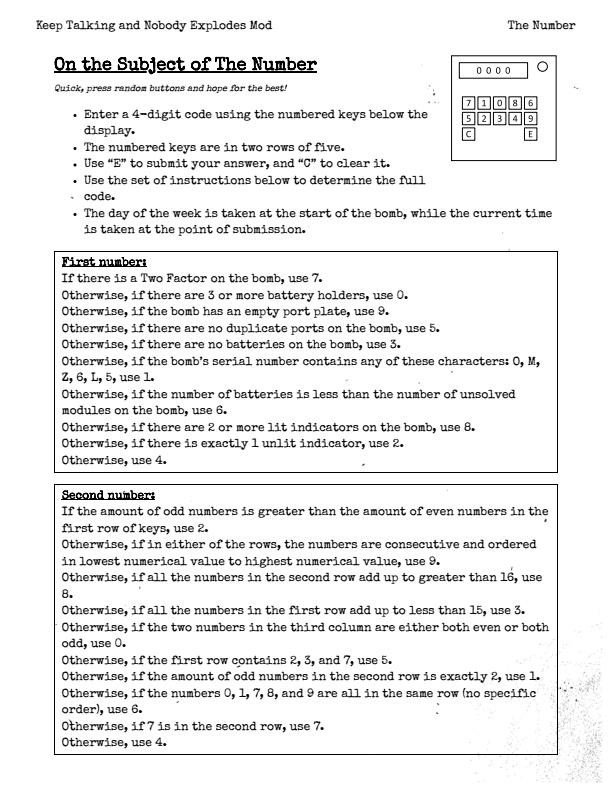 Keep Talking and Nobody Explodes Mod The Number
On the Subject of The Number
Quick, press random buttons and hope for the best!
• Enter a 4-digit code using the numbered keys below the
display.
• The numbered keys are in two rows of five.
• Use “E” to submit your answer, and “C” to clear it.
• Use the set of instructions below to determine the full
code.
• The day of the week is taken at the start of the bomb, while the current time
is taken at the point of submission.
0 0 0 0
7 1 0 8 6
5 2 3 4 9
C E
First number:
If there is a Two Factor on the bomb, use 7.
Otherwise, if there are 3 or more battery holders, use 0.
Otherwise, if the bomb has an empty port plate, use 9.
Otherwise, if there are no duplicate ports on the bomb, use 5.
Otherwise, if there are no batteries on the bomb, use 3.
Otherwise, if the bomb’s serial number contains any of these characters: O, M,
Z, 6, L, 5, use 1.
Otherwise, if the number of batteries is less than the number of unsolved
modules on the bomb, use 6.
Otherwise, if there are 2 or more lit indicators on the bomb, use 8.
Otherwise, if there is exactly 1 unlit indicator, use 2.
Otherwise, use 4.
Second number:
If the amount of odd numbers is greater than the amount of even numbers in the
first row of keys, use 2.
Otherwise, if in either of the rows, the numbers are consecutive and ordered
in lowest numerical value to highest numerical value, use 9.
Otherwise, if all the numbers in the second row add up to greater than 16, use
8.
Otherwise, if all the numbers in the first row add up to less than 15, use 3.
Otherwise, if the two numbers in the third column are either both even or both
odd, use 0.
Otherwise, if the first row contains 2, 3, and 7, use 5.
Otherwise, if the amount of odd numbers in the second row is exactly 2, use 1.
Otherwise, if the numbers 0, 1, 7, 8, and 9 are all in the same row (no specific
order), use 6.
Otherwise, if 7 is in the second row, use 7.
Otherwise, use 4.